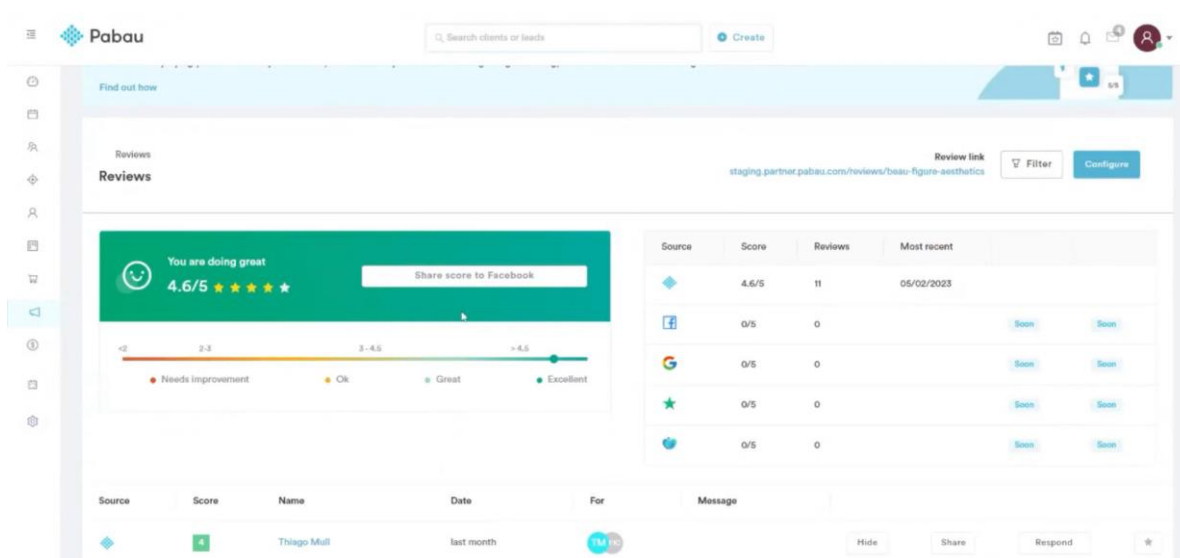 Pabau
Search clients or leads
Create
4
Find out how
5/5
Reviews
Reviews
Review link
staging.partner.pabau.com/reviews/beau-figure-aesthetics
Filter
Configure
You are doing great
4.6/5
Share score to Facebook
<2 2-3 3-4.5 >4.5
Needs improvement Ok Great Excellent
Source Score Reviews Most recent
4.6/5 11 05/02/2023
0/5 0 Soon Soon
0/5 0 Soon Soon
0/5 0 Soon Soon
0/5 0 Soon Soon
Source Score Name Date For Message
4 Thiago Mull last month TM Hide Share Respond